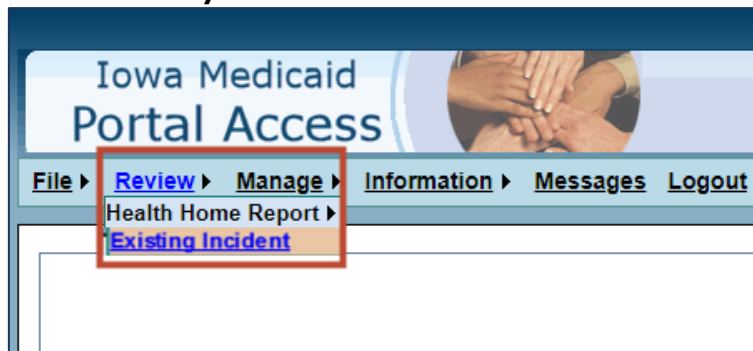 Iowa Medicaid
Portal Access
File Review Manage Information Messages Logout
Health Home Report
Existing Incident